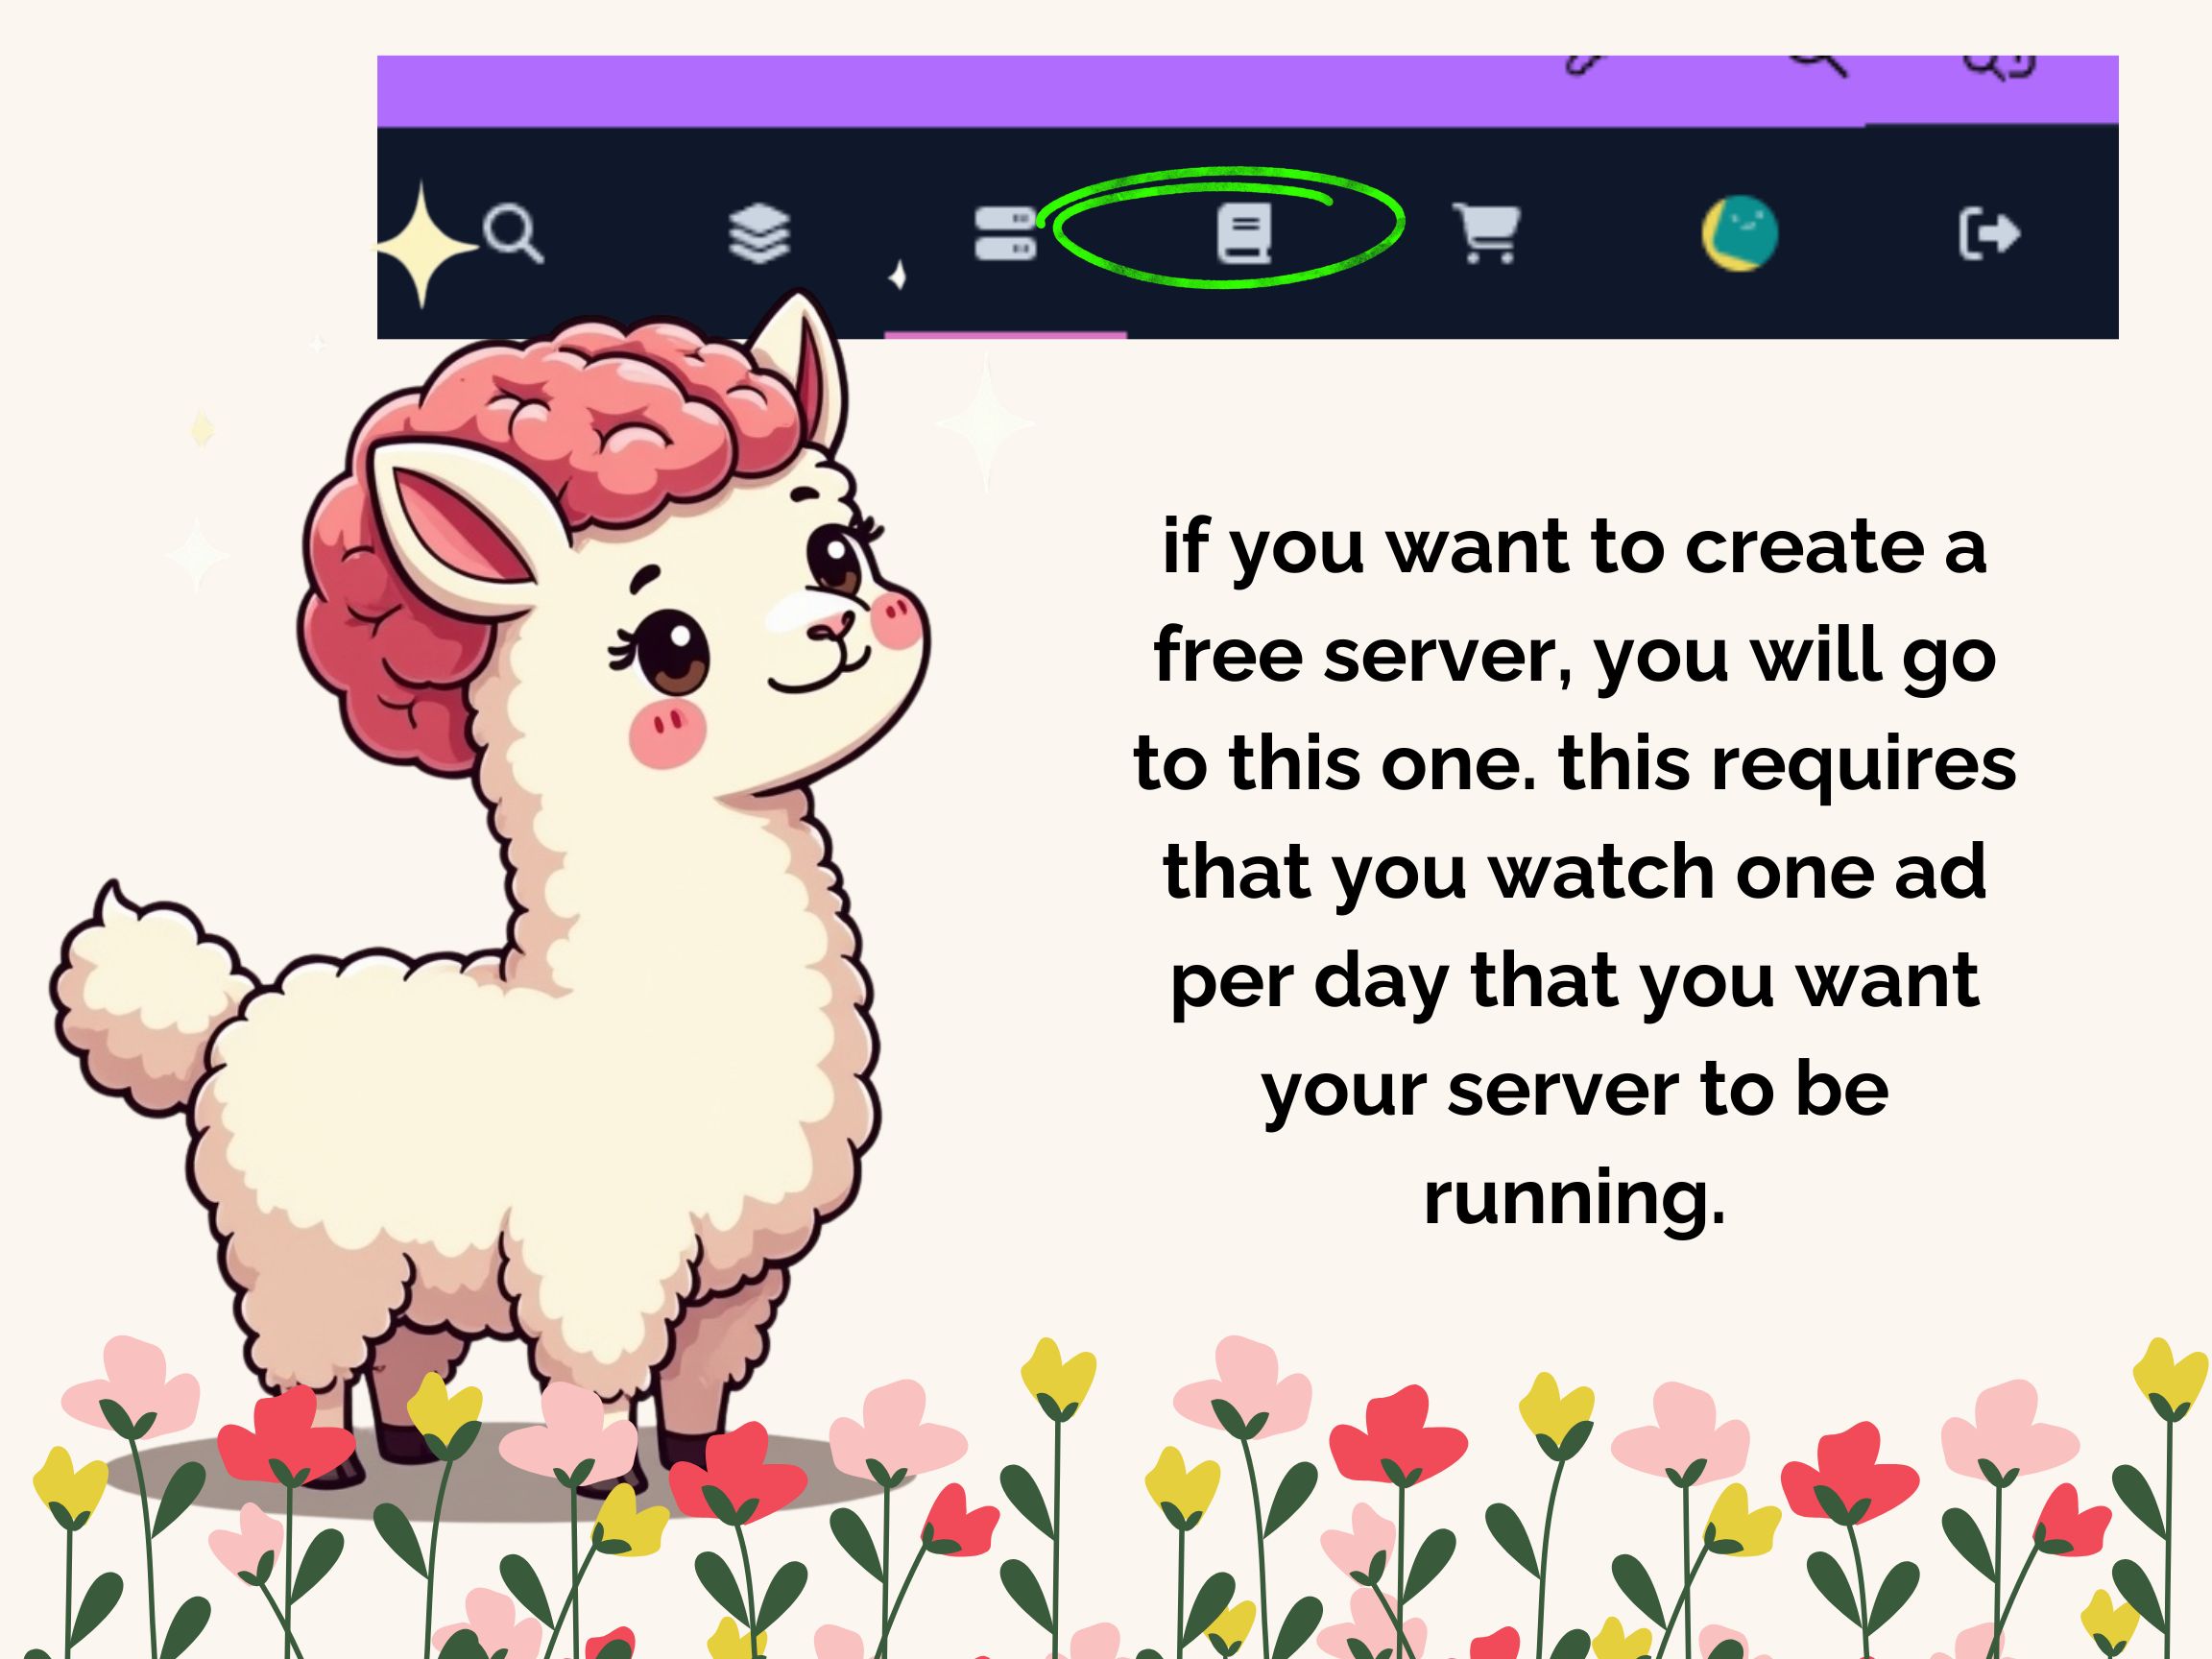 if you want to create a
free server, you will go
to this one. this requires
that you watch one ad
per day that you want
your server to be
running.